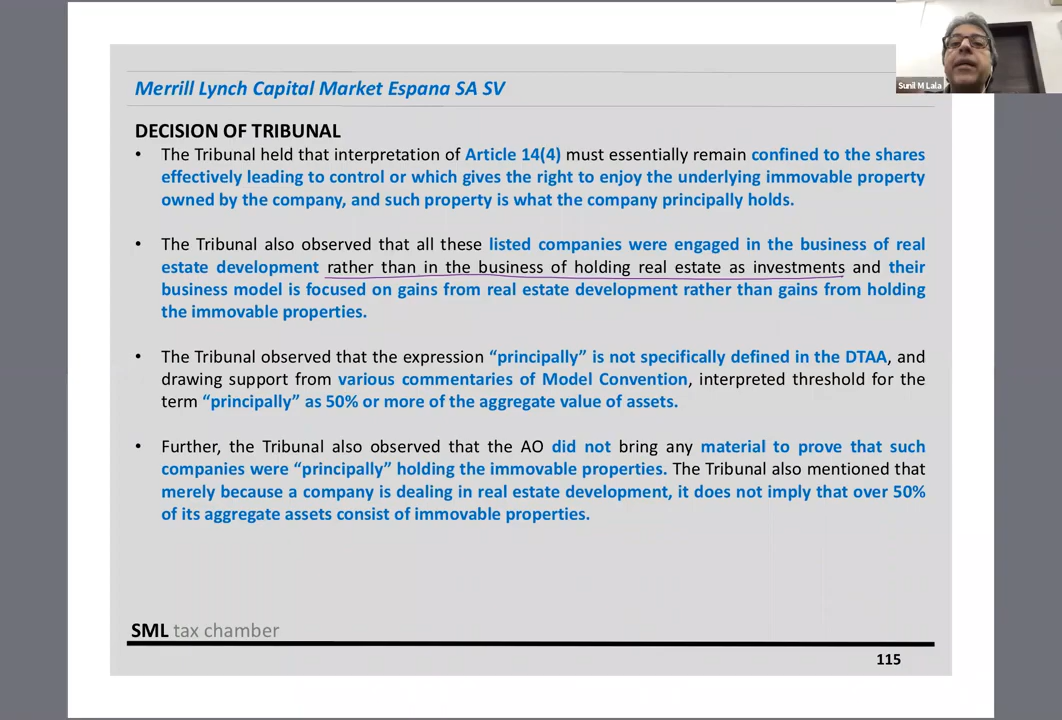 Sunil M Lala
Merrill Lynch Capital Market Espana SA SV
DECISION OF TRIBUNAL
• The Tribunal held that interpretation of Article 14(4) must essentially remain confined to the shares
effectively leading to control or which gives the right to enjoy the underlying immovable property
owned by the company, and such property is what the company principally holds.
• The Tribunal also observed that all these listed companies were engaged in the business of real
estate development rather than in the business of holding real estate as investments and their
business model is focused on gains from real estate development rather than gains from holding
the immovable properties.
• The Tribunal observed that the expression “principally” is not specifically defined in the DTAA, and
drawing support from various commentaries of Model Convention, interpreted threshold for the
term “principally” as 50% or more of the aggregate value of assets.
• Further, the Tribunal also observed that the AO did not bring any material to prove that such
companies were “principally” holding the immovable properties. The Tribunal also mentioned that
merely because a company is dealing in real estate development, it does not imply that over 50%
of its aggregate assets consist of immovable properties.
SML tax chamber
115